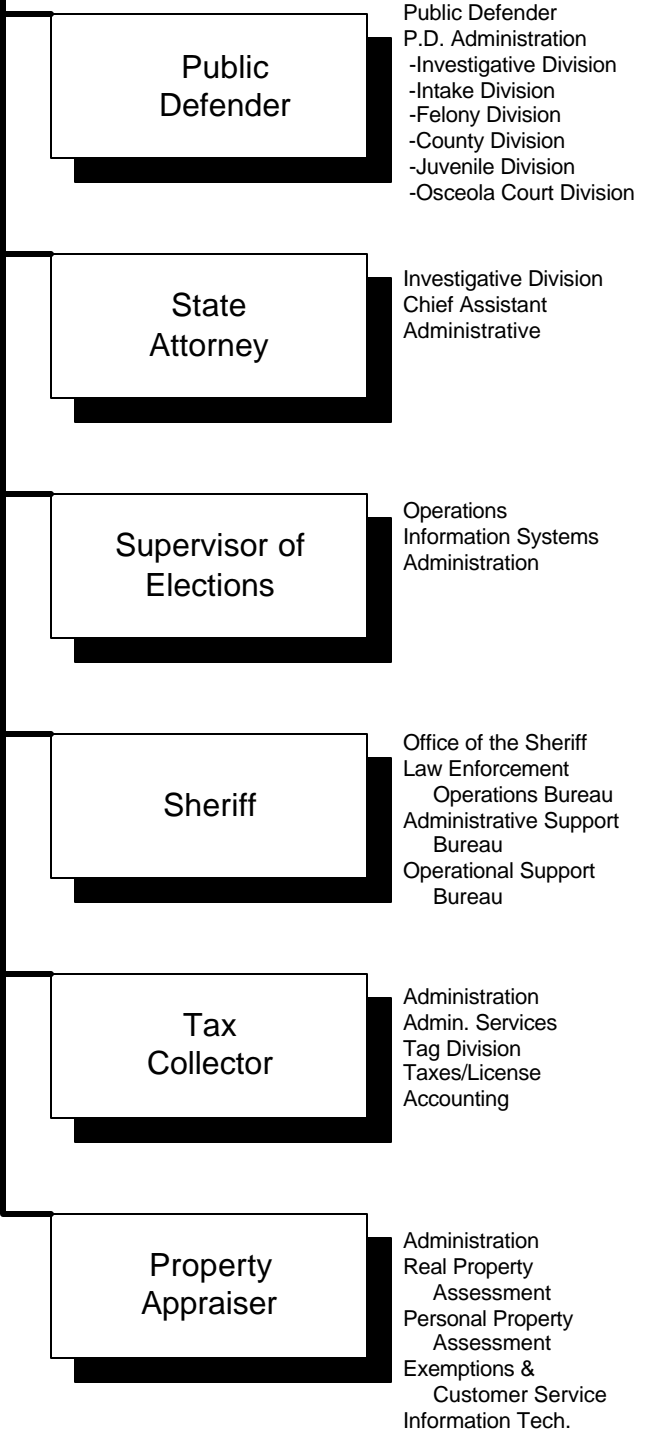 Public
Defender
Public Defender
P.D. Administration
-Investigative Division
-Intake Division
-Felony Division
-County Division
-Juvenile Division
-Osceola Court Division
State
Attorney
Investigative Division
Chief Assistant
Administrative
Supervisor of
Elections
Operations
Information Systems
Administration
Sheriff
Office of the Sheriff
Law Enforcement
Operations Bureau
Administrative Support
Bureau
Operational Support
Bureau
Tax
Collector
Administration
Admin. Services
Tag Division
Taxes/License
Accounting
Property
Appraiser
Administration
Real Property
Assessment
Personal Property
Assessment
Exemptions &
Customer Service
Information Tech.